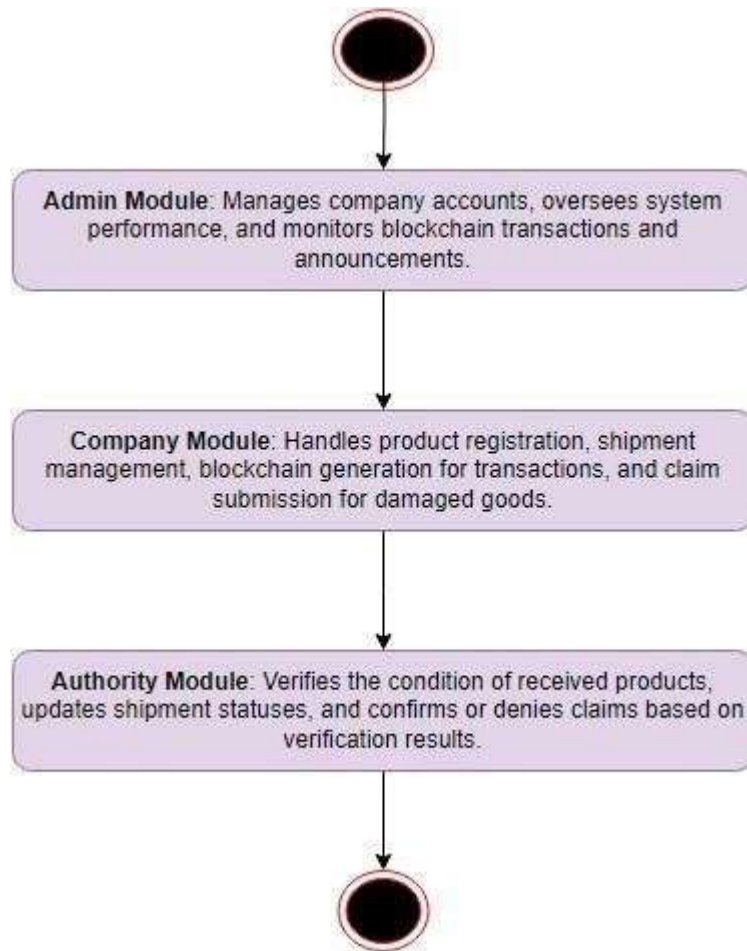 Admin Module: Manages company accounts, oversees system
performance, and monitors blockchain transactions and
announcements.
Company Module: Handles product registration, shipment
management, blockchain generation for transactions, and claim
submission for damaged goods.
Authority Module: Verifies the condition of received products,
updates shipment statuses, and confirms or denies claims based on
verification results.